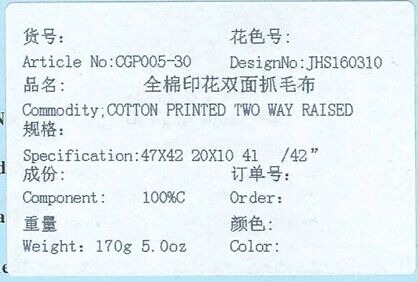 货号：	花色号：
Article No:CGP005-30	DesignNo:JHS160310
品名：	全棉印花双面抓毛布
Commodity;COTTON PRINTED TWO WAY RAISED
规格：
Specification:47X42 20X10 41 /42”
成份：	订单号：
Component: 100%C	Order:
重量	颜色:
Weight：170g 5.0oz	Color: